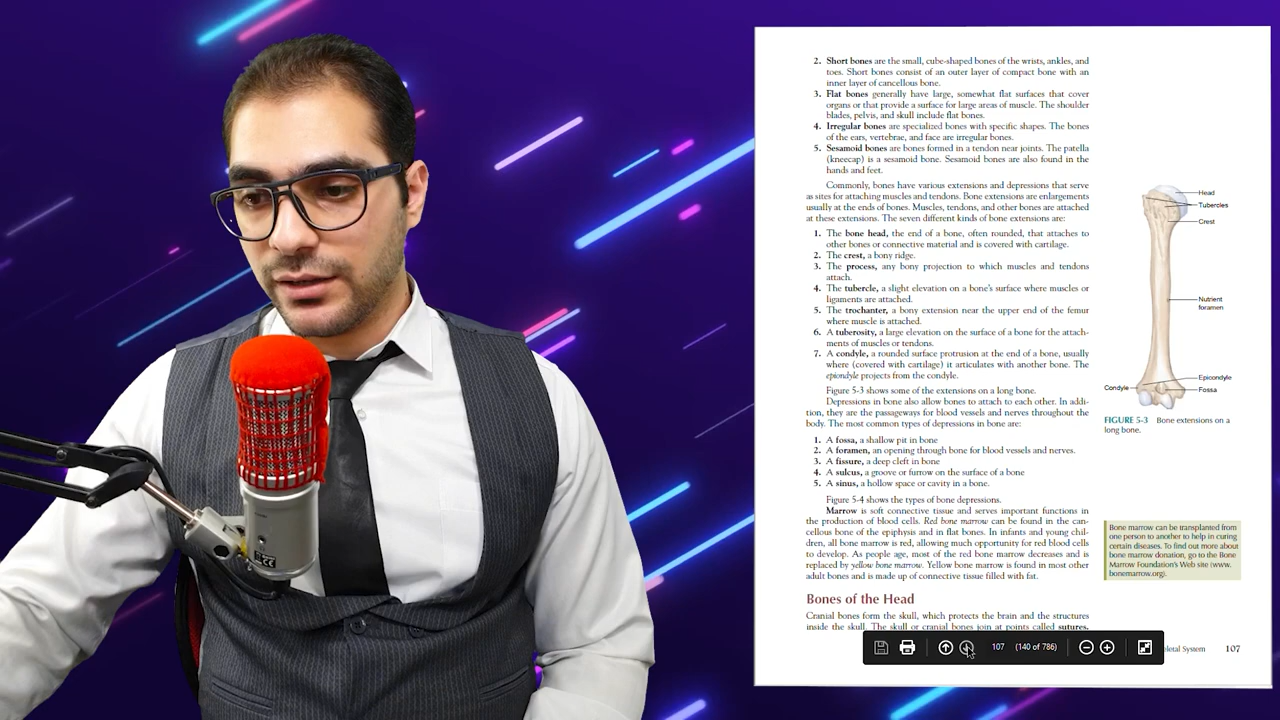 2. Short bones are the small, cube-shaped bones of the wrists, ankles, and
toes. Short bones consist of an outer layer of compact bone with an
inner layer of cancellous bone.
3. Flat bones generally have large, somewhat flat surfaces that cover
organs or that provide a surface for large areas of muscle. The shoulder
blades, pelvis, and skull include flat bones.
4. Irregular bones are specialized bones with specific shapes. The bones
of the ears, vertebrae, and face are irregular bones.
5. Sesamoid bones are bones formed in a tendon near joints. The patella
(kneecap) is a sesamoid bone. Sesamoid bones are also found in the
hands and feet.
Commonly, bones have various extensions and depressions that serve
as sites for attaching muscles and tendons. Bone extensions are enlargements
usually at the ends of bones. Muscles, tendons, and other bones are attached
at these extensions. The seven different kinds of bone extensions are:
1. The bone head, the end of a bone, often rounded, that attaches to
other bones or connective material and is covered with cartilage.
2. The crest, a bony ridge.
3. The process, any bony projection to which muscles and tendons
attach.
4. The tubercle, a slight elevation on a bone's surface where muscles or
ligaments are attached.
5. The trochanter, a bony extension near the upper end of the femur
where muscle is attached.
6. A tuberosity, a large elevation on the surface of a bone for the attach-
ments of muscles or tendons.
7. A condyle, a rounded surface protrusion at the end of a bone, usually
where (covered with cartilage) it articulates with another bone. The
epiondyle projects from the condyle.
Figure 5-3 shows some of the extensions on a long bone.
Depressions in bone also allow bones to attach to each other. In addi-
tion, they are the passageways for blood vessels and nerves throughout the
body. The most common types of depressions in bone are:
1. A fossa, a shallow pit in bone
2. A foramen, an opening through bone for blood vessels and nerves.
3. A fissure, a deep cleft in bone
4. A sulcus, a groove or furrow on the surface of a bone
5. A sinus, a hollow space or cavity in a bone.
Figure 5-4 shows the types of bone depressions.
Marrow is soft connective tissue and serves important functions in
the production of blood cells. Red bone marrow can be found in the can-
cellous bone of the epiphysis and in flat bones. In infants and young chil-
dren, all bone marrow is red, allowing much opportunity for red blood cells
to develop. As people age, most of the red bone marrow decreases and is
replaced by yellow bone marrow. Yellow bone marrow is found in most other
adult bones and is made up of connective tissue filled with fat.
Bones of the Head
Cranial bones form the skull, which protects the brain and the structures
inside the skull. The skull or cranial bones join at points called sutures.
Head
Tubercles
Crest
Nutrient
foramen
Epicondyle
Condyle
Fossa
FIGURE 5-3 Bone extensions on a
long bone.
Bone marrow can be transplanted from
one person to another to help in curing
certain diseases. To find out more about
bone marrow donation, go to the Bone
Marrow Foundation's Web site (www.
bonemarrow.org).
107 (140 of 786)
eletal System 107
CE